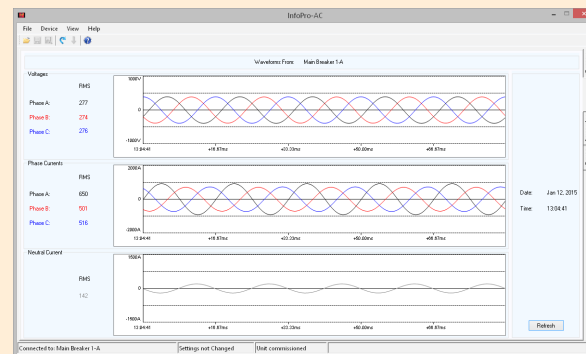 InfoPro-AC
File Device View Help
Waveforms From: Main Breaker 1-A
Voltages
RMS
Phase A: 277
Phase B: 274
Phase C: 276
1000V
0
-1000V
13:04:41 +16.67ms +33.33ms +50.00ms +66.67ms
Phase Currents
RMS
Phase A: 650
Phase B: 501
Phase C: 516
2000A
0
-2000A
13:04:41 +16.67ms +33.33ms +50.00ms +66.67ms
Date: Jan 12, 2015
Time: 13:04:41
Neutral Current
RMS
142
1500A
0
-1500A
13:04:41 +16.67ms +33.33ms +50.00ms +66.67ms
Refresh
Connected to: Main Breaker 1-A Settings not Changed Unit commissioned